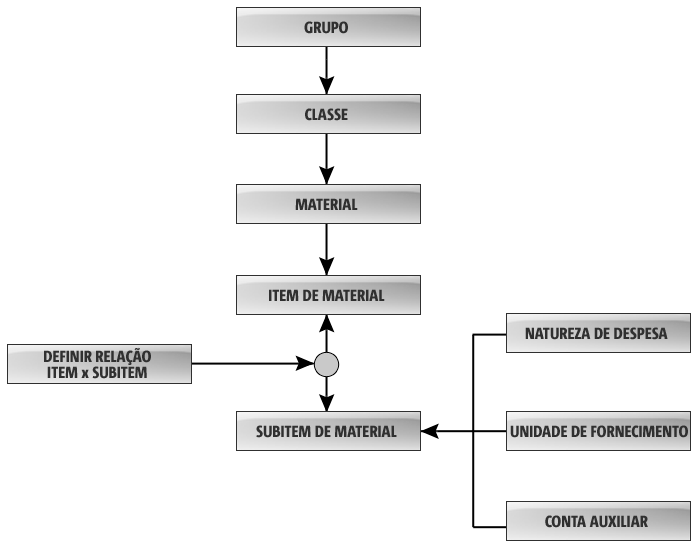 GRUPO
CLASSE
MATERIAL
ITEM DE MATERIAL
NATUREZA DE DESPESA
DEFINIR RELAÇÃO
ITEM x SUBITEM
SUBITEM DE MATERIAL
UNIDADE DE FORNECIMENTO
CONTA AUXILIAR